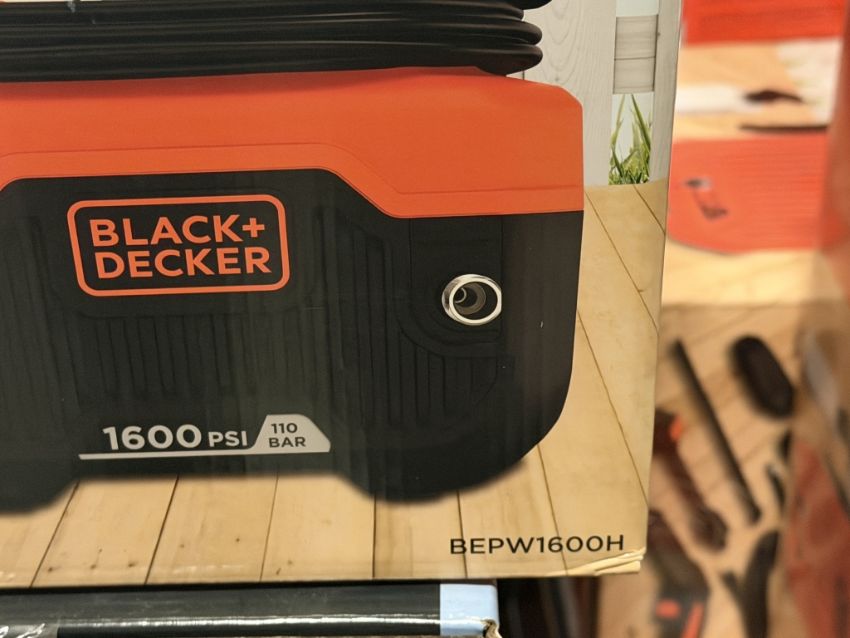 BLACK+
DECKER
1600 PSI
110
BAR
BEPW1600H